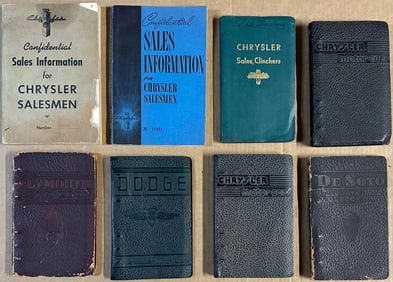 Confidential
Sales Information
for
CHRYSLER
SALESMEN
Number
Confidential
SALES
INFORMATION
FOR
CHRYSLER
SALESMEN
CHRYSLER
Sales Clinchers
CHRYSLER
PLYMOUTH
DODGE
CHRYSLER
De Soto